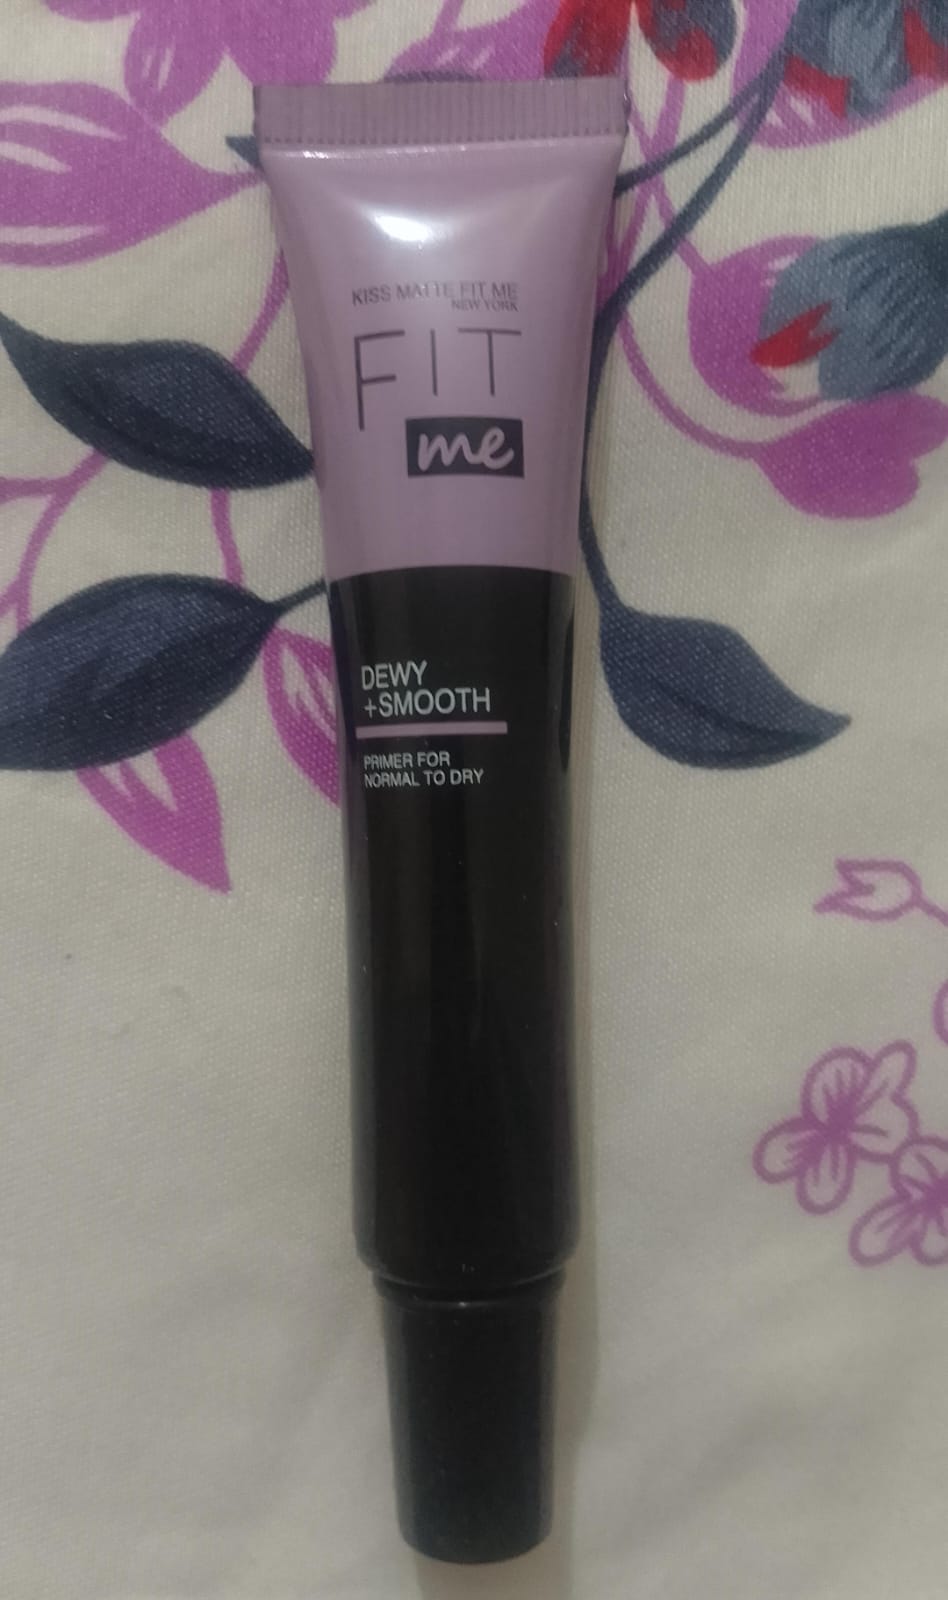 KISS MATTE FIT ME
NEW YORK
FIT
me
DEWY
+SMOOTH
PRIMER FOR
NORMAL TO DRY